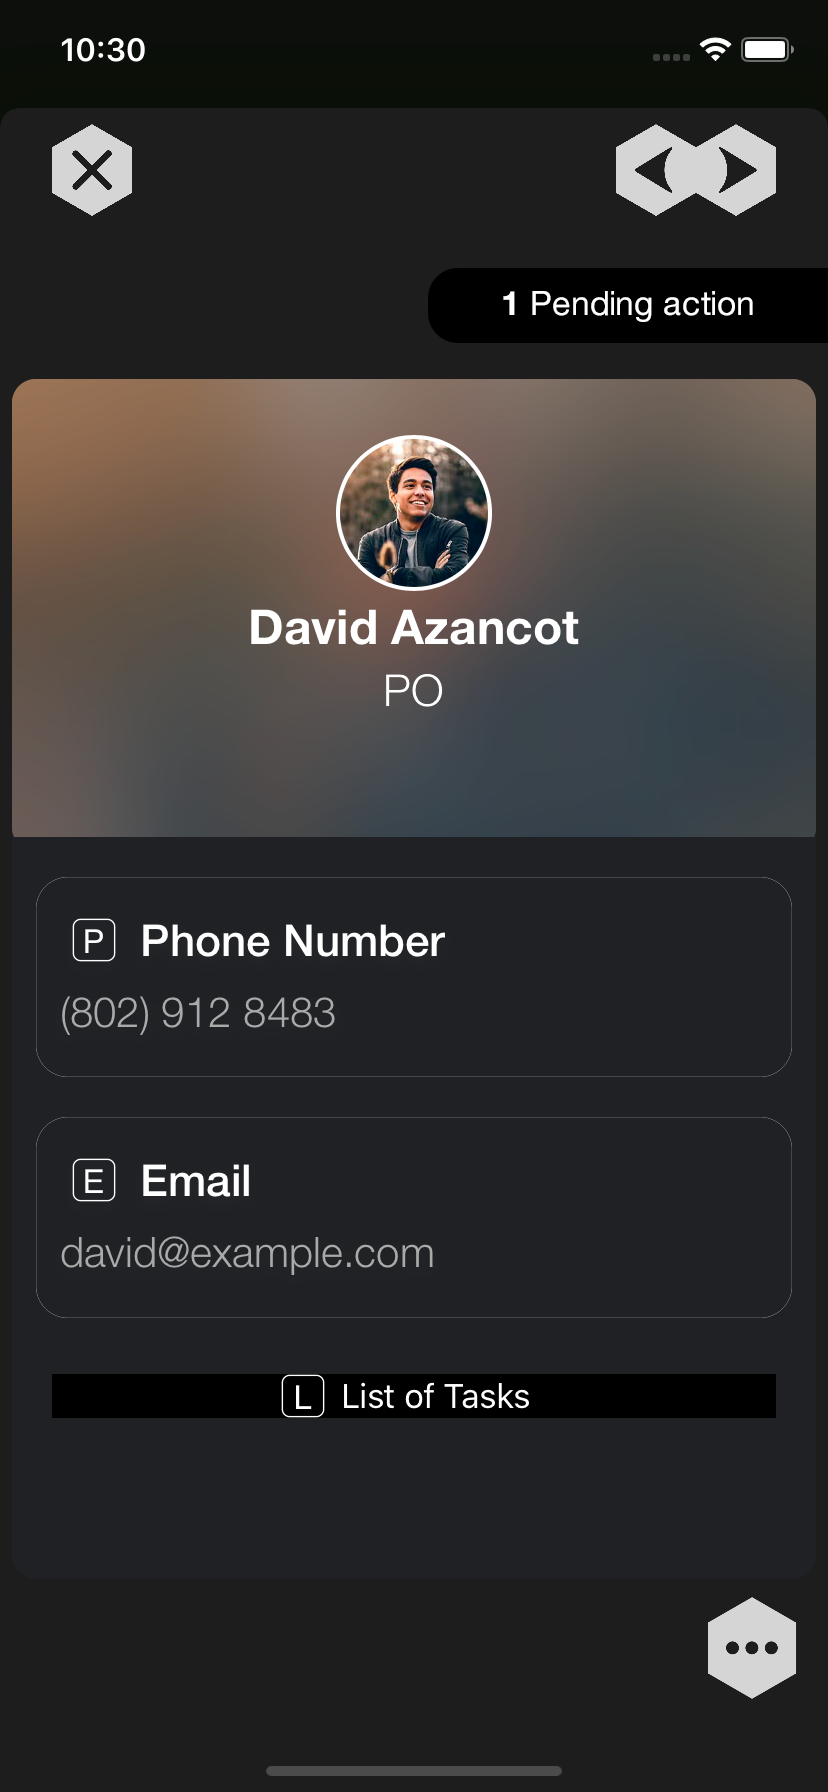 10:30
1 Pending action
David Azancot
PO
P Phone Number
(802) 912 8483
E Email
david@example.com
L List of Tasks